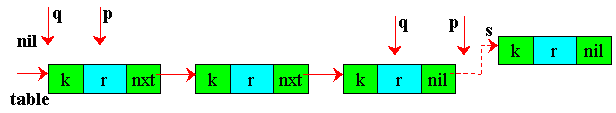 q p q p s
nil k r nil
k r nxt k r nxt k r nil
table